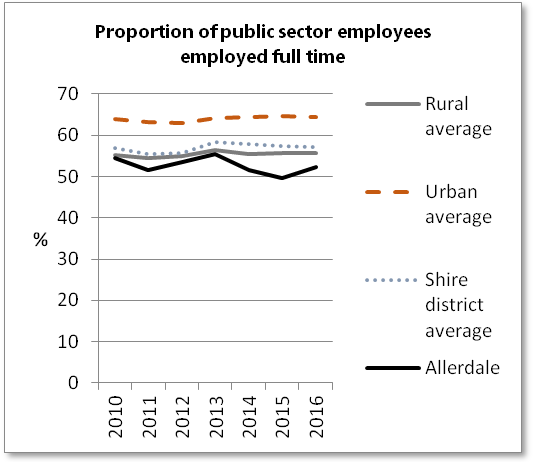 Proportion of public sector employees
employed full time
70
60
50
40
30
20
10
0
%
2010
2011
2012
2013
2014
2015
2016
Rural
average
Urban
average
Shire
district
average
Allerdale